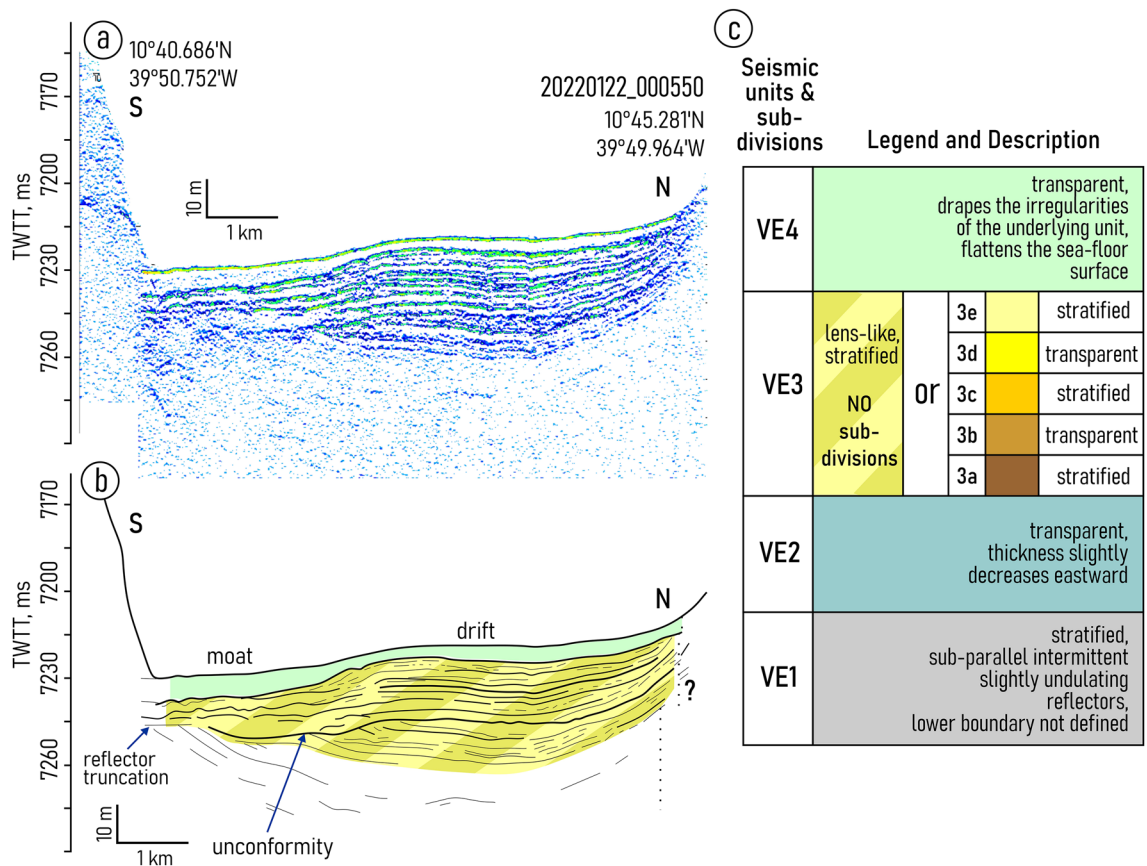 a
10°40.686'N
39°50.752'W
S
20220122_000550
10°45.281'N
39°49.964'W
N
10 m
1 km
TWTT, ms
7170
7200
7230
7260
b
S
N
moat
drift
?
reflector
truncation
unconformity
10 m
1 km
TWTT, ms
7170
7200
7230
7260
c
Seismic
units &
sub-
divisions
Legend and Description
VE4
transparent,
drapes the irregularities
of the underlying unit,
flattens the sea-floor
surface
VE3
lens-like,
stratified
NO
sub-
divisions
or
3e
stratified
3d
transparent
3c
stratified
3b
transparent
3a
stratified
VE2
transparent,
thickness slightly
decreases eastward
VE1
stratified,
sub-parallel intermittent
slightly undulating
reflectors,
lower boundary not defined